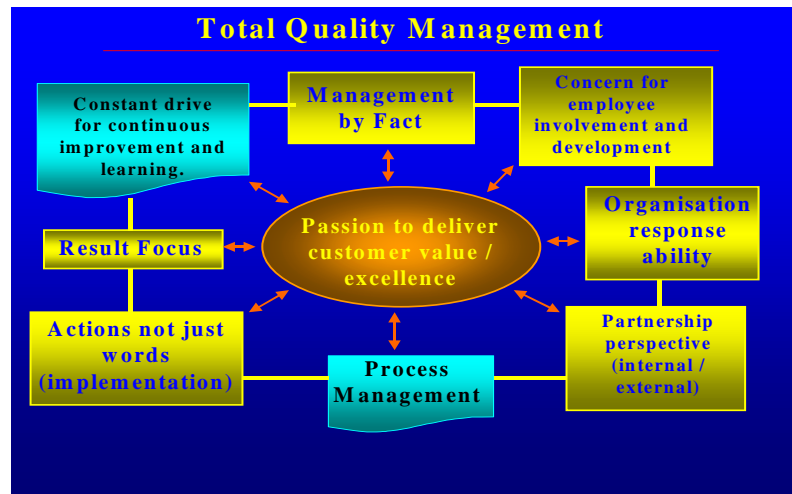 Total Quality Management
Constant drive
for continuous
improvement and
learning.
Management
by Fact
Concern for
employee
involvement and
development
Passion to deliver
customer value /
excellence
Organisation
response
ability
Result Focus
Actions not just
words
(implementation)
Process
Management
Partnership
perspective
(internal /
external)